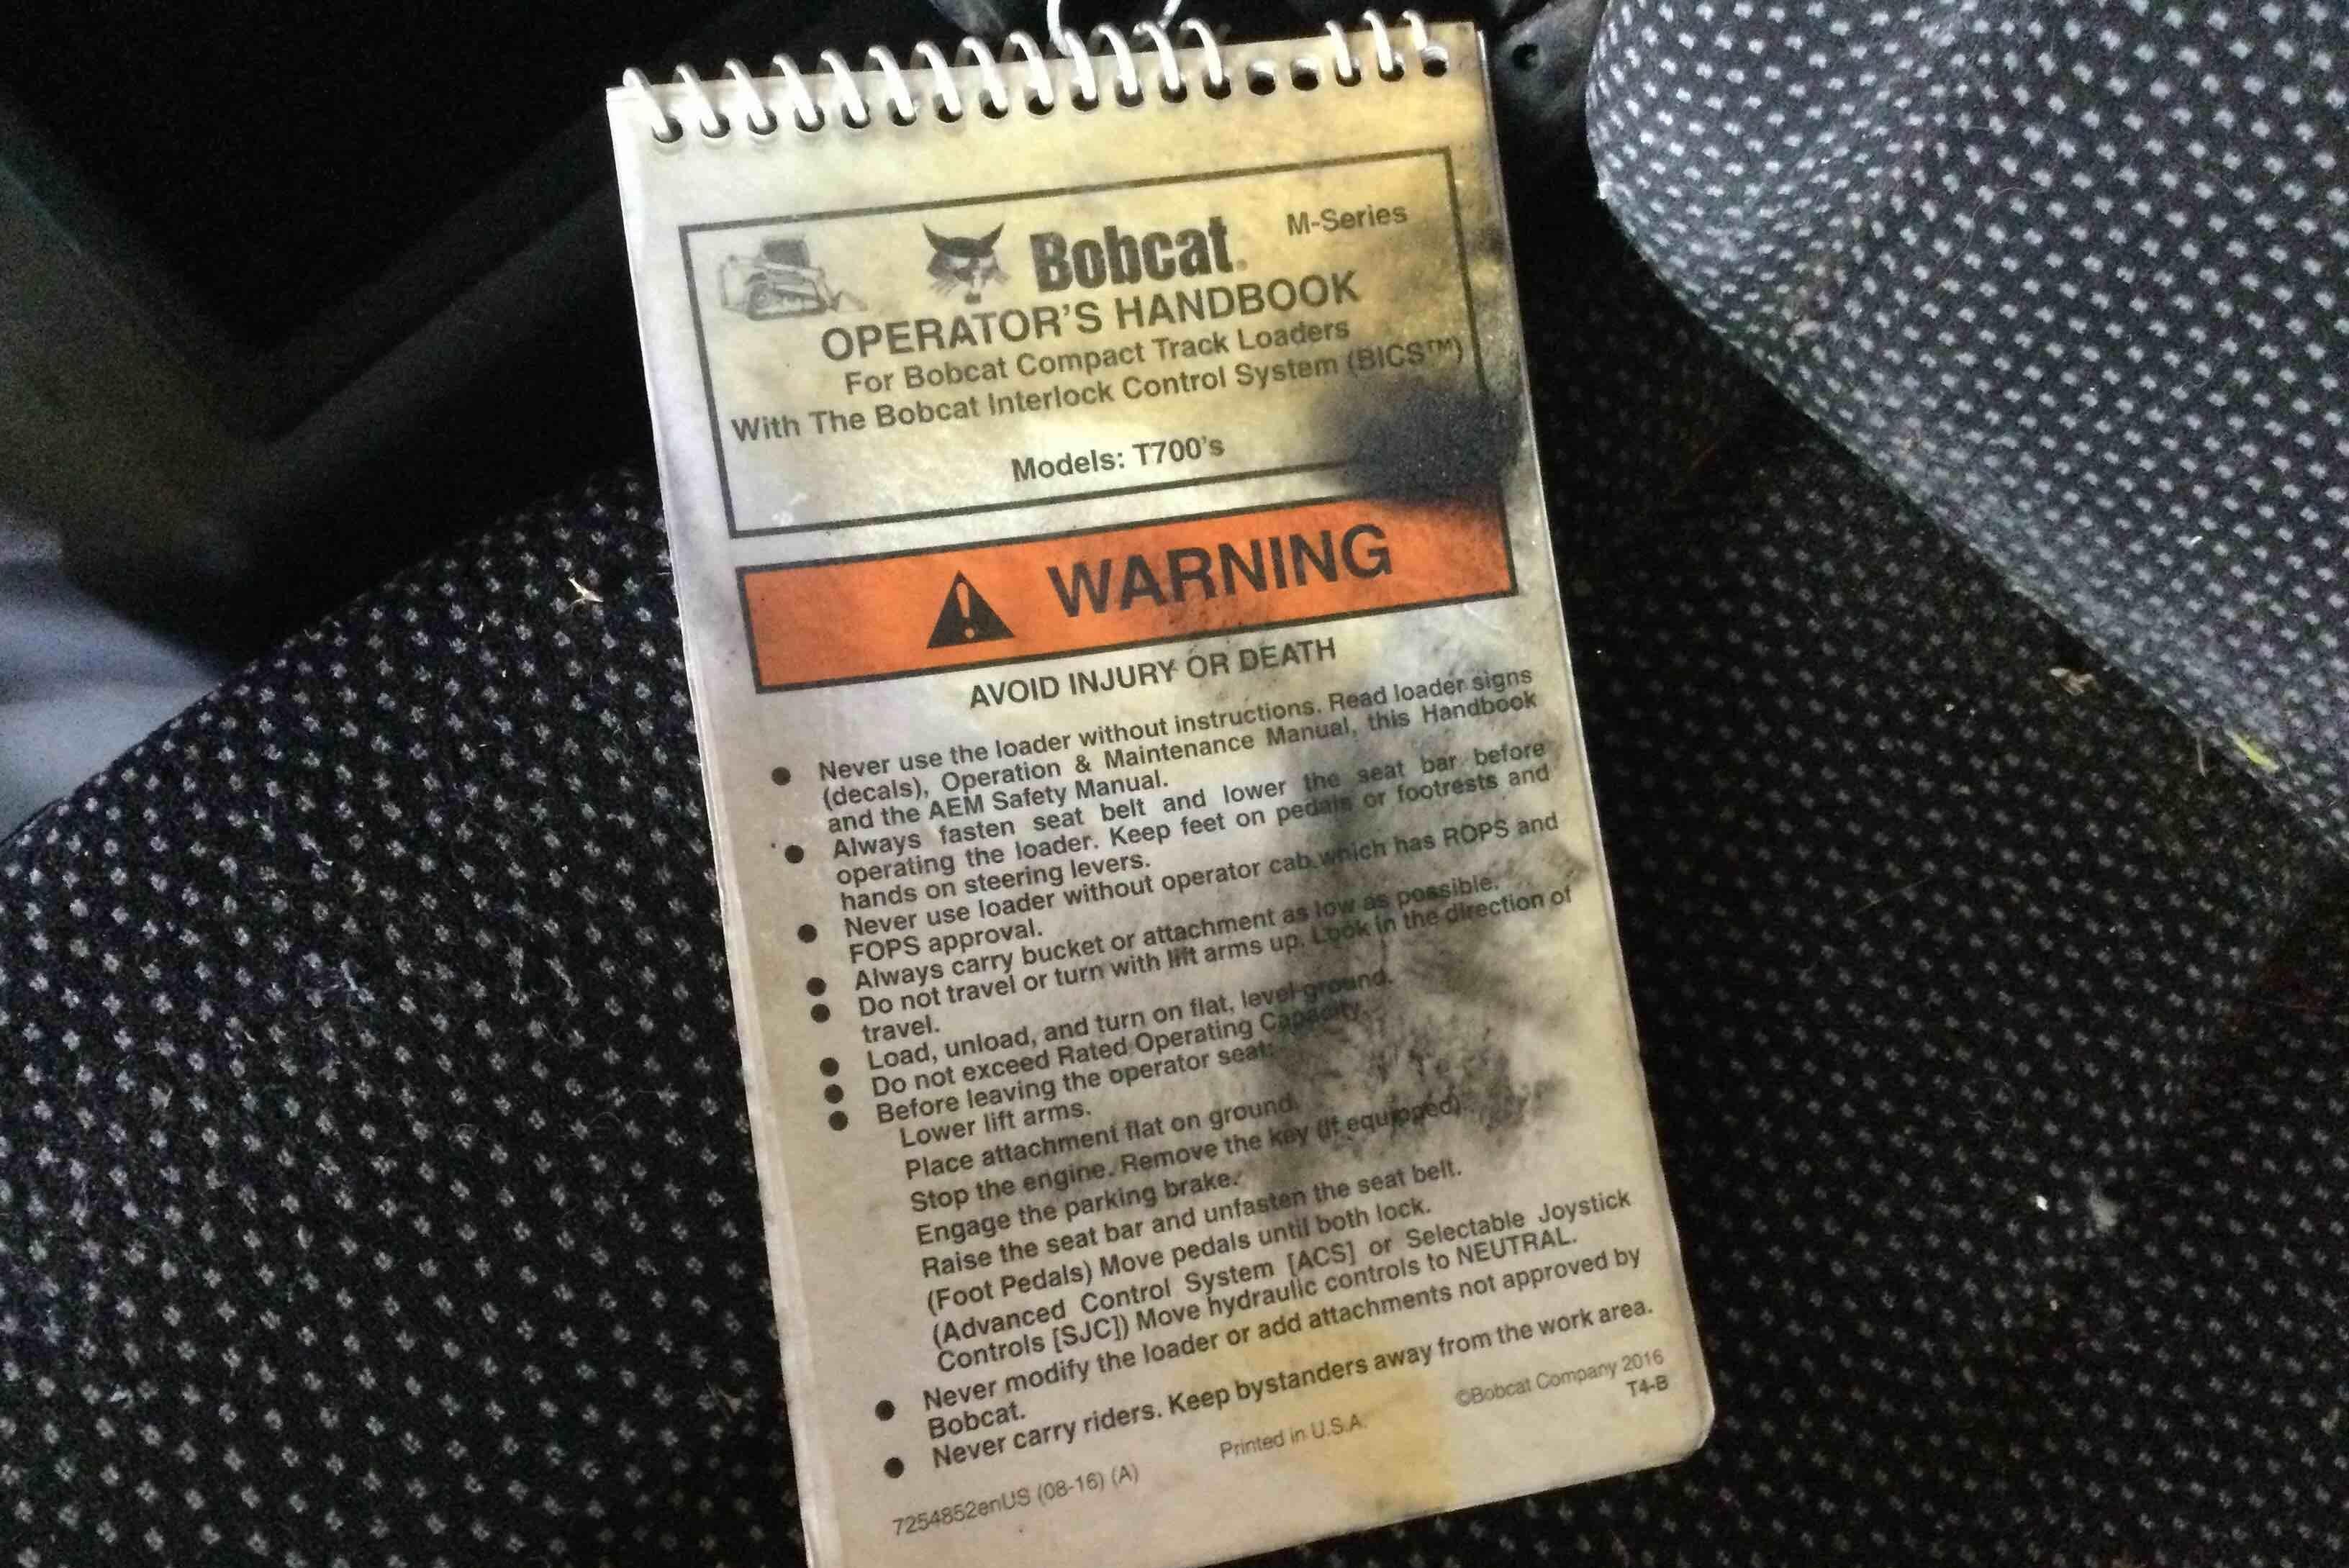 Bobcat® M-Series
OPERATOR'S HANDBOOK
For Bobcat Compact Track Loaders
With The Bobcat Interlock Control System (BICS™)
Models: T700's
WARNING
AVOID INJURY OR DEATH
● Never use the loader without instructions. Read loader signs
(decals), Operation & Maintenance Manual, this Handbook
and the AEM Safety Manual.
● Always fasten seat belt and lower the seat bar before
operating the loader. Keep feet on pedals or footrests and
hands on steering levers.
● Never use loader without operator cab which has ROPS and
FOPS approval.
● Always carry bucket or attachment as low as possible.
● Do not travel or turn with lift arms up. Look in the direction of
travel.
● Load, unload, and turn on flat, level ground.
● Do not exceed Rated Operating Capacity.
● Before leaving the operator seat:
Lower lift arms.
Place attachment flat on ground.
Stop the engine. Remove the key (If equipped).
Engage the parking brake.
Raise the seat bar and unfasten the seat belt.
(Foot Pedals) Move pedals until both lock.
(Advanced Control System [ACS] or Selectable Joystick
Controls [SJC]) Move hydraulic controls to NEUTRAL.
● Never modify the loader or add attachments not approved by
Bobcat.
● Never carry riders. Keep bystanders away from the work area.
7254852enUS (08-16) (A) Printed in U.S.A. ©Bobcat Company 2016
T4-B